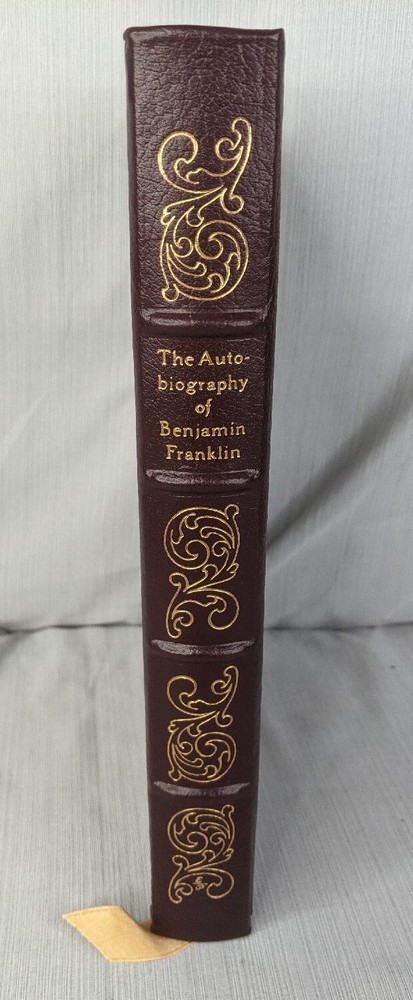 The Auto-
biography
of
Benjamin
Franklin